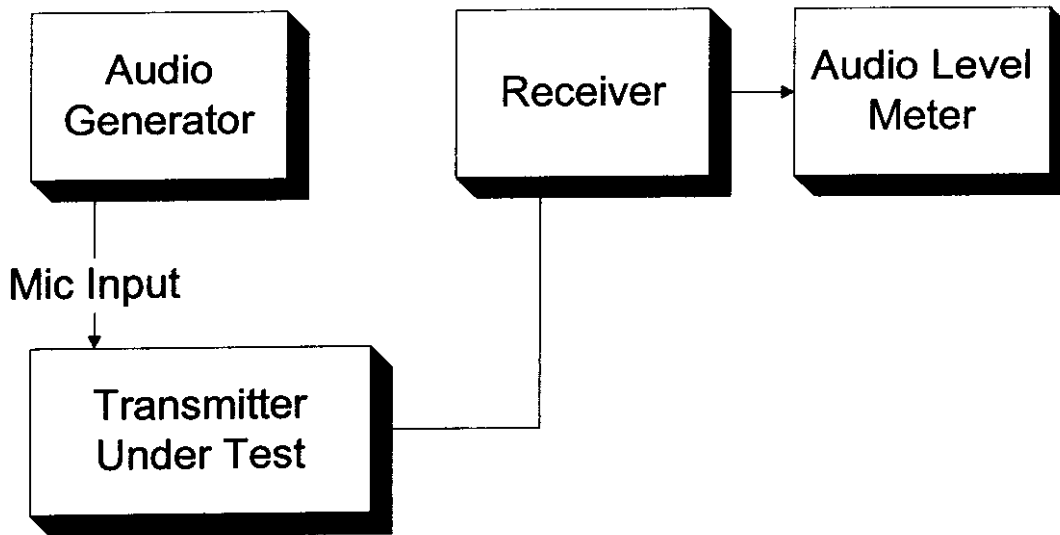 Audio
Generator
Receiver
Audio Level
Meter
Mic Input
Transmitter
Under Test